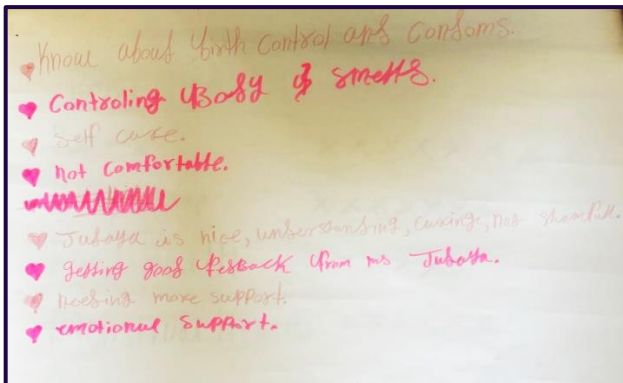 ♥ Know about birth control and condoms.
♥ Controling Body & smells.
♥ self care.
♥ not comfortable.
♥ Jubaya is nice, understanding, caring, not shamful.
♥ getting good feedback from ms Jubaya.
♥ needing more support.
♥ emotional support.